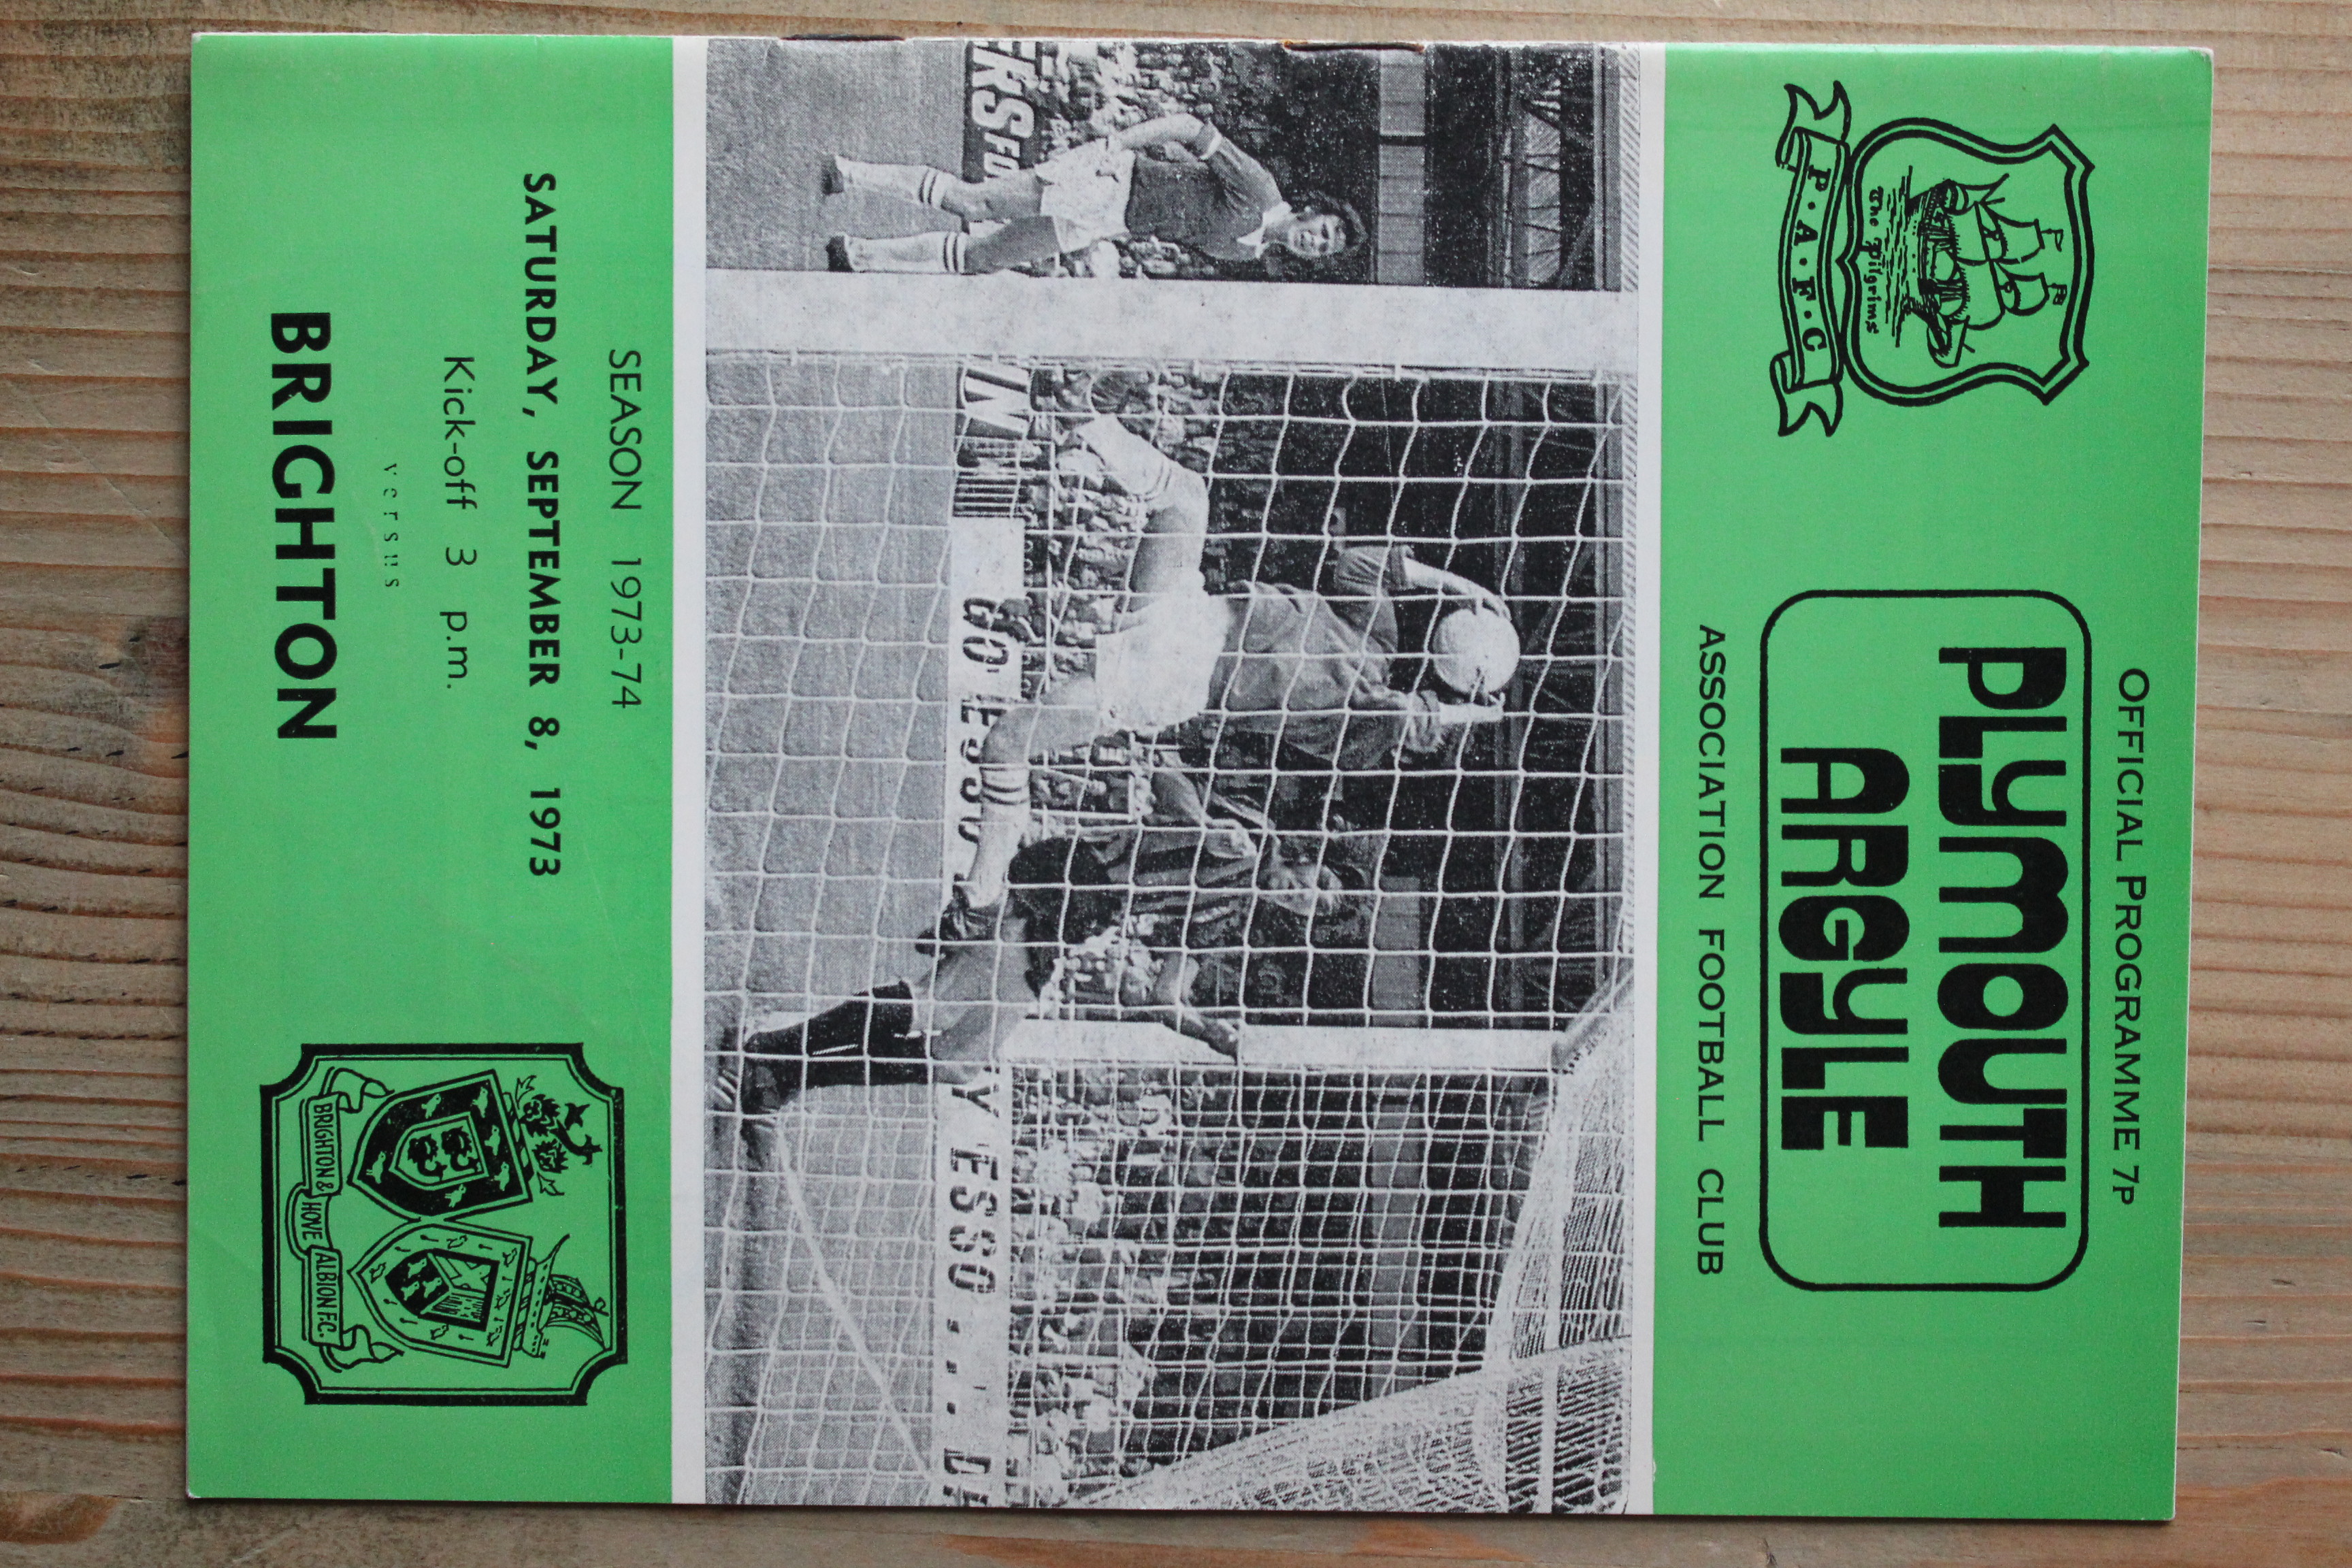 OFFICIAL PROGRAMME 7P
PLYMOUTH
ARGYLE
ASSOCIATION FOOTBALL CLUB
The Pilgrims
P·A·F·C
GO ESSO
Y ESSO
SEASON 1973-74
SATURDAY, SEPTEMBER 8, 1973
Kick-off 3 p.m.
versus
BRIGHTON
BRIGHTON & HOVE ALBION F.C.